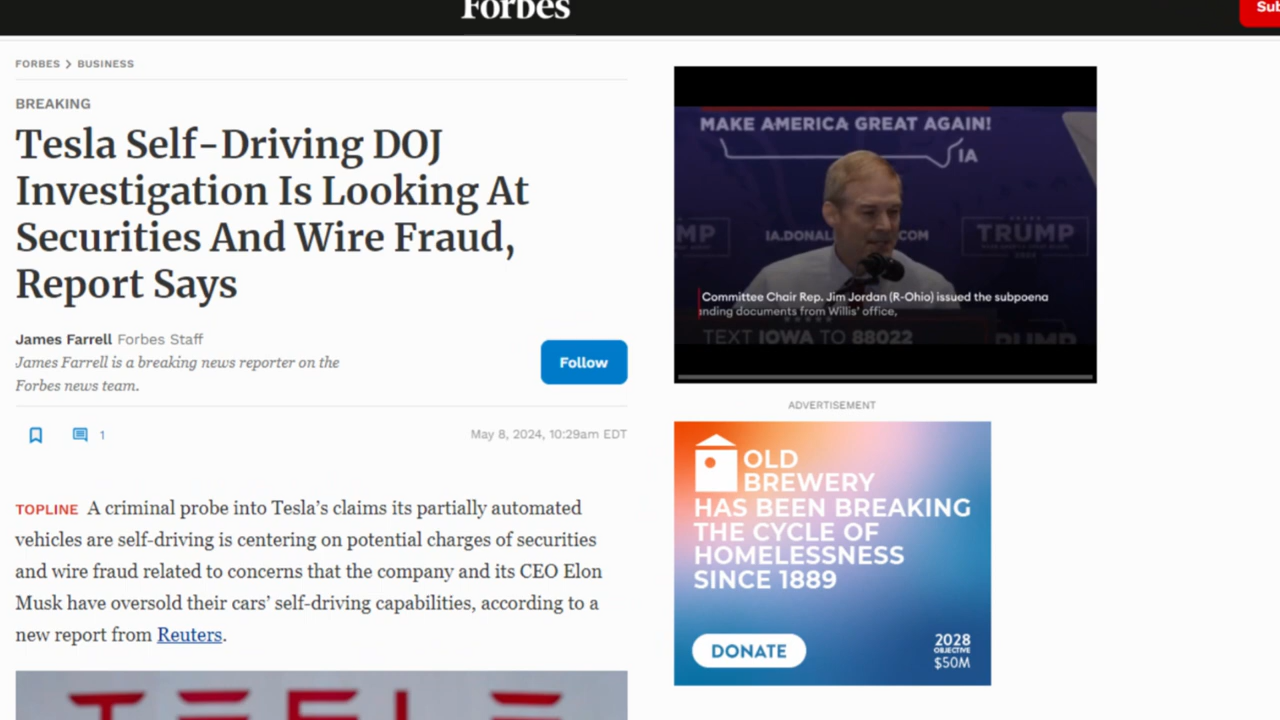 Forbes
Sub
FORBES > BUSINESS
BREAKING
Tesla Self-Driving DOJ
Investigation Is Looking At
Securities And Wire Fraud,
Report Says
James Farrell Forbes Staff
James Farrell is a breaking news reporter on the
Forbes news team.
Follow
1
May 8, 2024, 10:29am EDT
TOPLINE A criminal probe into Tesla's claims its partially automated
vehicles are self-driving is centering on potential charges of securities
and wire fraud related to concerns that the company and its CEO Elon
Musk have oversold their cars' self-driving capabilities, according to a
new report from Reuters.
TESLA
MAKE AMERICA GREAT AGAIN!
IA
MP
IA.DONAL COM
TRUMP
Committee Chair Rep. Jim Jordan (R-Ohio) issued the subpoena
nding documents from Willis' office,
TEXT IOWA TO 88022
TRUMP
ADVERTISEMENT
OLD
BREWERY
HAS BEEN BREAKING
THE CYCLE OF
HOMELESSNESS
SINCE 1889
DONATE
2028
OBJECTIVE
$50M